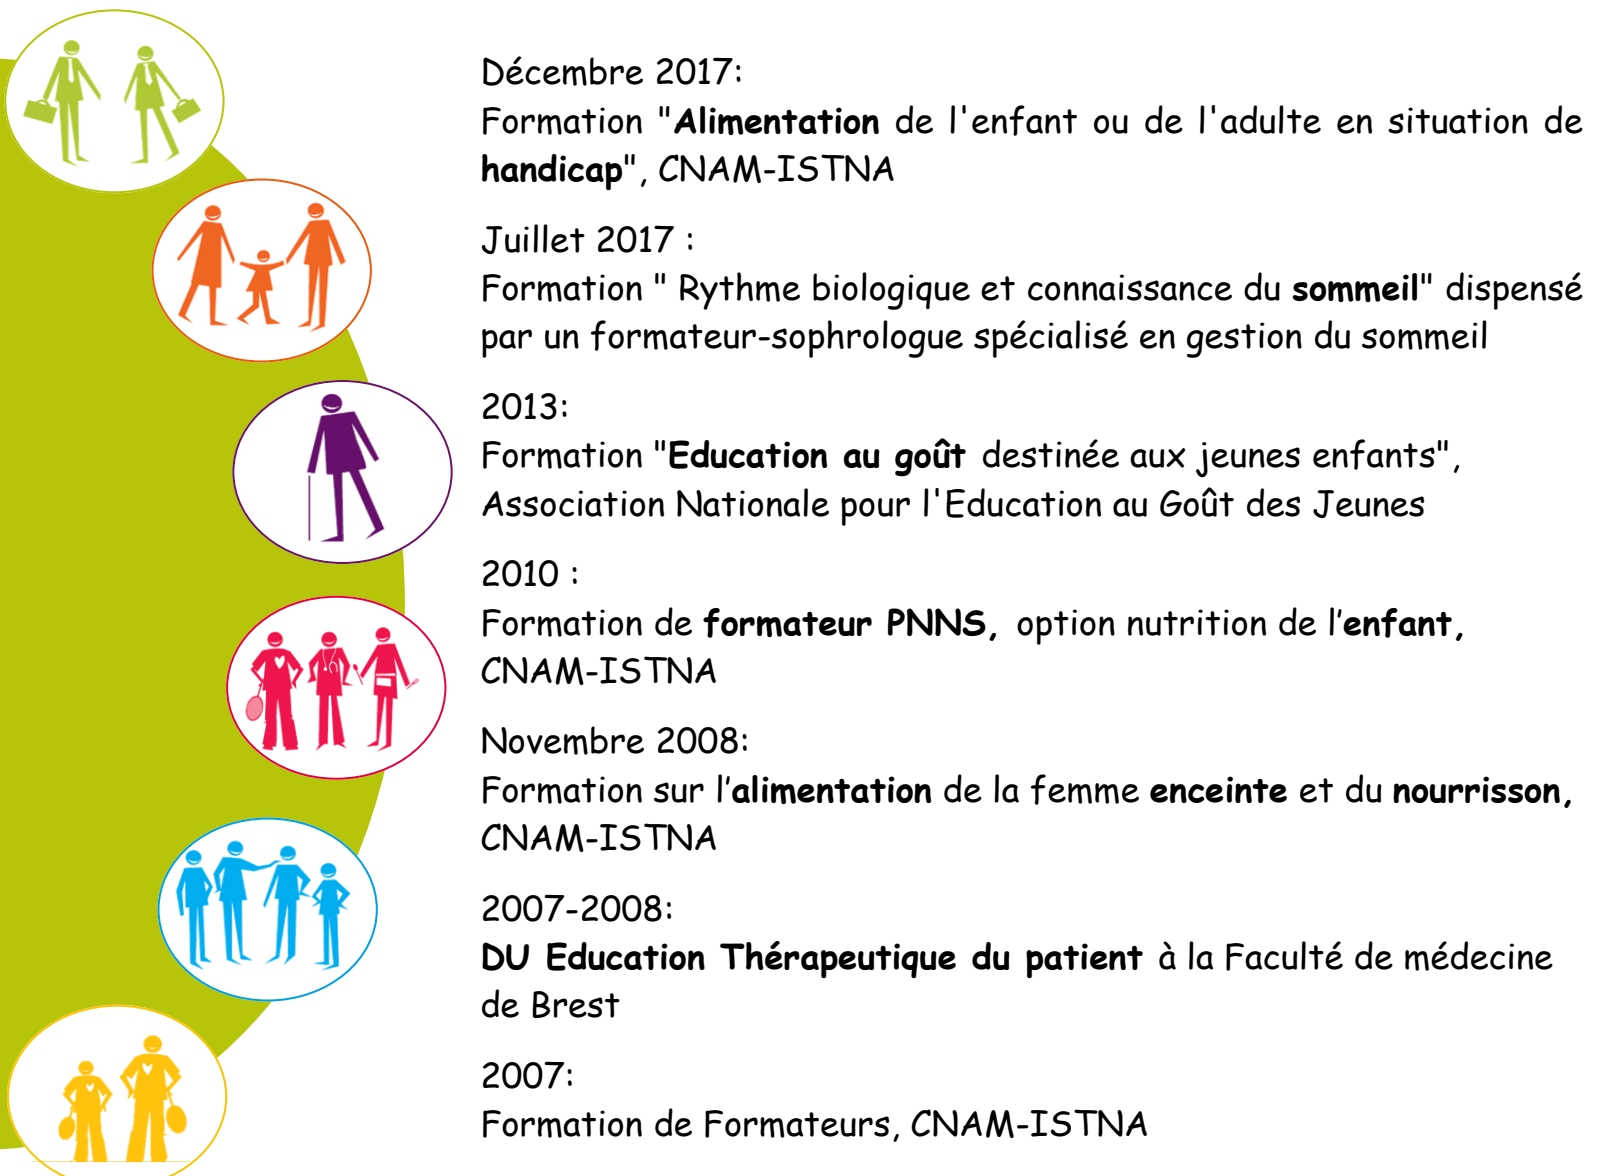 Décembre 2017:
Formation "Alimentation de l'enfant ou de l'adulte en situation de
handicap", CNAM-ISTNA
Juillet 2017 :
Formation " Rythme biologique et connaissance du sommeil" dispensé
par un formateur-sophrologue spécialisé en gestion du sommeil
2013:
Formation "Education au goût destinée aux jeunes enfants",
Association Nationale pour l'Education au Goût des Jeunes
2010 :
Formation de formateur PNNS, option nutrition de l’enfant,
CNAM-ISTNA
Novembre 2008:
Formation sur l’alimentation de la femme enceinte et du nourrisson,
CNAM-ISTNA
2007-2008:
DU Education Thérapeutique du patient à la Faculté de médecine
de Brest
2007:
Formation de Formateurs, CNAM-ISTNA